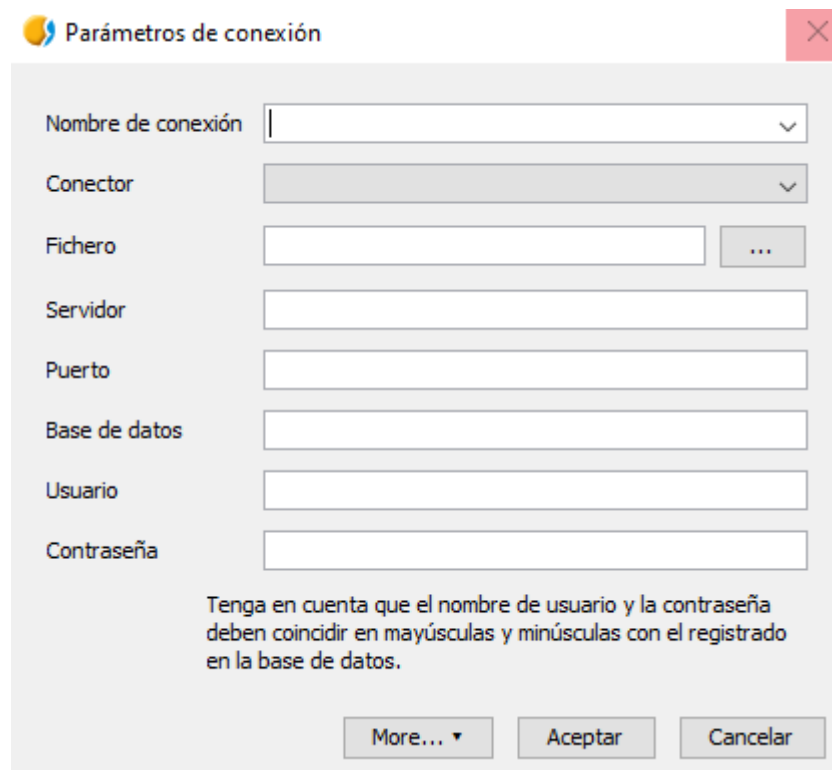 Parámetros de conexión
Nombre de conexión
Conector
Fichero
...
Servidor
Puerto
Base de datos
Usuario
Contraseña
Tenga en cuenta que el nombre de usuario y la contraseña
deben coincidir en mayúsculas y minúsculas con el registrado
en la base de datos.
More... ▾ Aceptar Cancelar